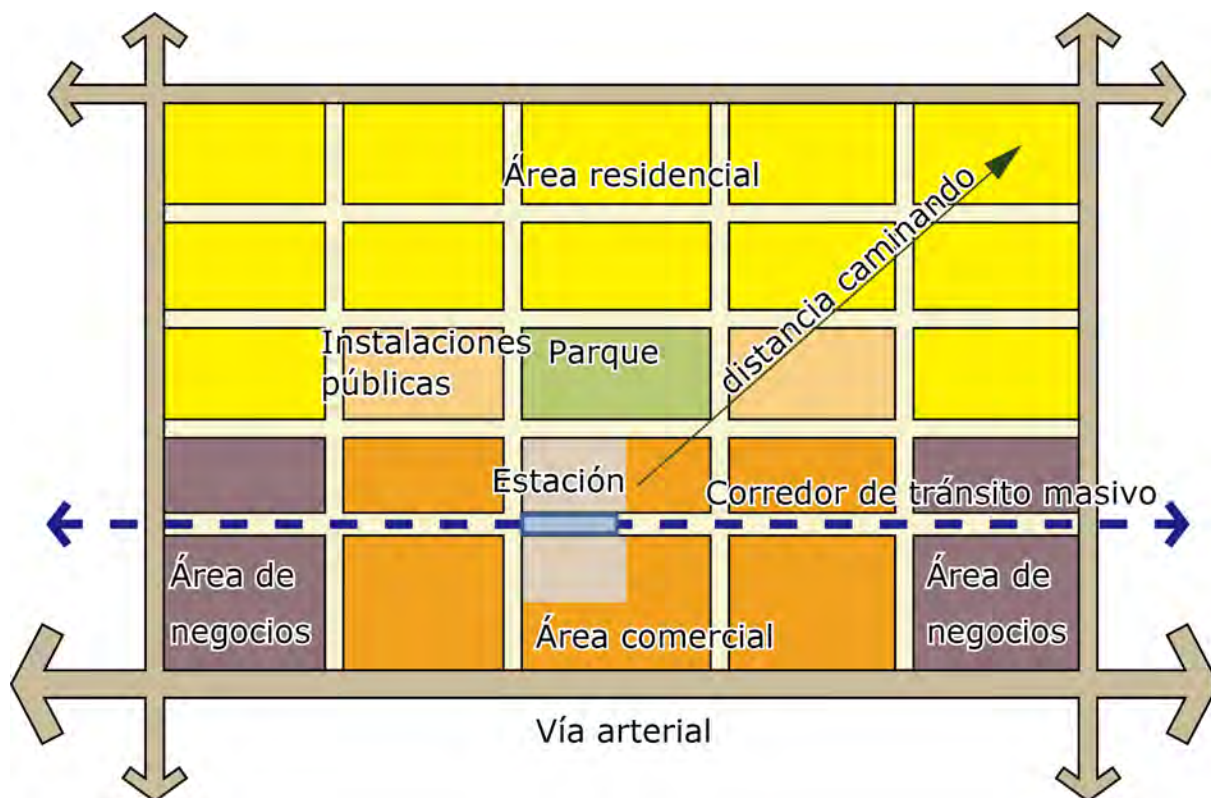 Área residencial
distancia caminando
Instalaciones
públicas
Parque
Estación
Corredor de tránsito masivo
Área de
negocios
Área de
negocios
Área comercial
Vía arterial